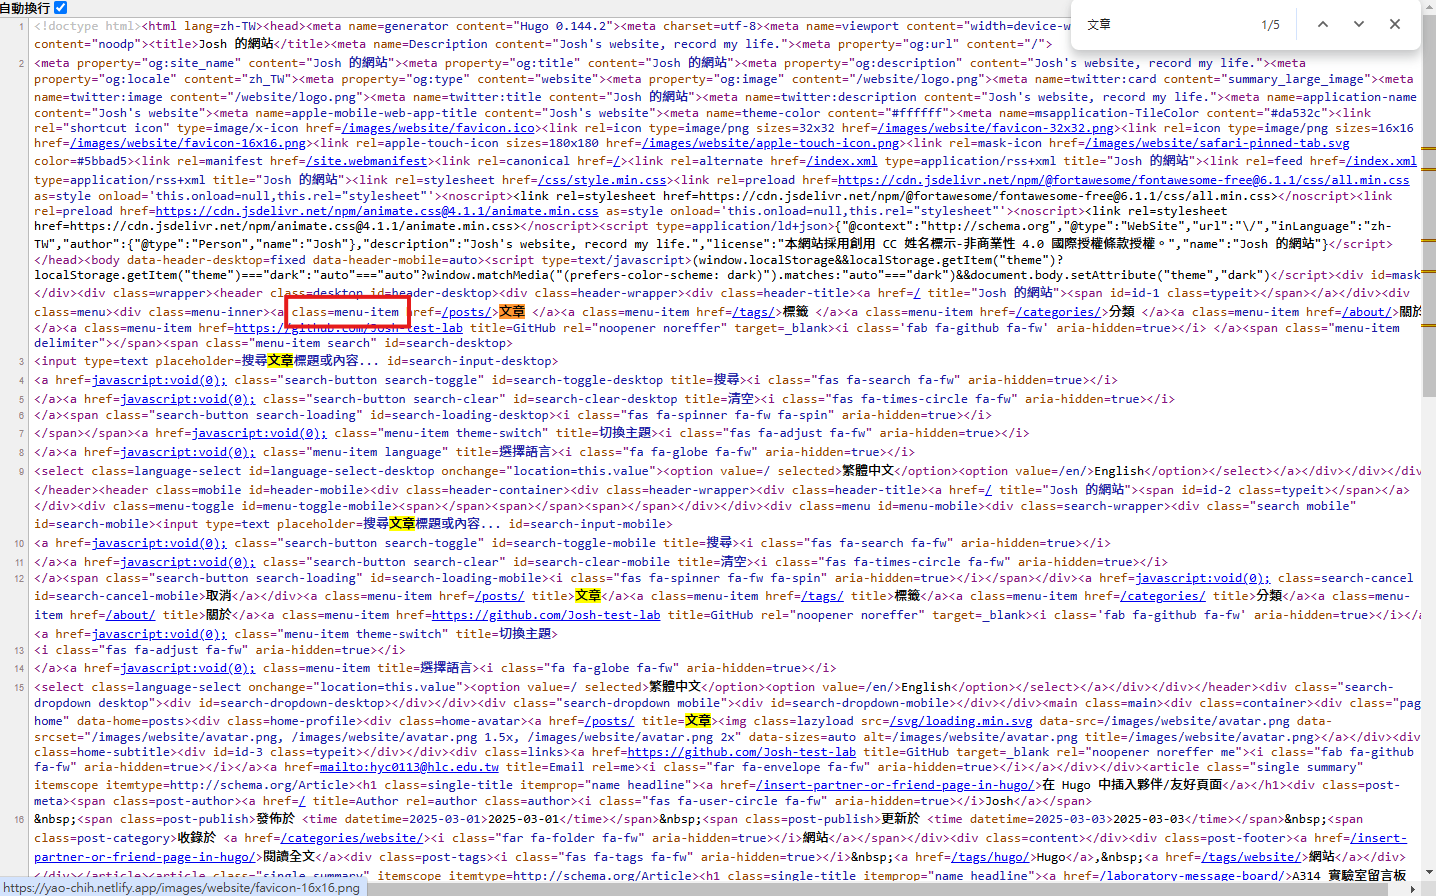 自動換行
文章 1/5
1 <!doctype html><html lang=zh-TW><head><meta name=generator content="Hugo 0.144.2"><meta charset=utf-8><meta name=viewport content="width=device-w
content="noodp"><title>Josh 的網站</title><meta name=Description content="Josh's website, record my life."><meta property="og:url" content="/">
2 <meta property="og:site_name" content="Josh 的網站"><meta property="og:title" content="Josh 的網站"><meta property="og:description" content="Josh's website, record my life."><meta
property="og:locale" content="zh_TW"><meta property="og:type" content="website"><meta property="og:image" content="/website/logo.png"><meta name=twitter:card content="summary_large_image"><meta
name=twitter:image content="/website/logo.png"><meta name=twitter:title content="Josh 的網站"><meta name=twitter:description content="Josh's website, record my life."><meta name=application-name
content="Josh's website"><meta name=apple-mobile-web-app-title content="Josh's website"><meta name=theme-color content="#ffffff"><meta name=msapplication-TileColor content="#da532c"><link
rel="shortcut icon" type=image/x-icon href=/images/website/favicon.ico><link rel=icon type=image/png sizes=32x32 href=/images/website/favicon-32x32.png><link rel=icon type=image/png sizes=16x16
href=/images/website/favicon-16x16.png><link rel=apple-touch-icon sizes=180x180 href=/images/website/apple-touch-icon.png><link rel=mask-icon href=/images/website/safari-pinned-tab.svg
color=#5bbad5><link rel=manifest href=/site.webmanifest><link rel=canonical href=/><link rel=alternate href=/index.xml type=application/rss+xml title="Josh 的網站"><link rel=feed href=/index.xml
type=application/rss+xml title="Josh 的網站"><link rel=stylesheet href=/css/style.min.css><link rel=preload href=https://cdn.jsdelivr.net/npm/@fortawesome/fontawesome-free@6.1.1/css/all.min.css
as=style onload='this.onload=null,this.rel="stylesheet"'><noscript><link rel=stylesheet href=https://cdn.jsdelivr.net/npm/@fortawesome/fontawesome-free@6.1.1/css/all.min.css></noscript><link
rel=preload href=https://cdn.jsdelivr.net/npm/animate.css@4.1.1/animate.min.css as=style onload='this.onload=null,this.rel="stylesheet"'><noscript><link rel=stylesheet
href=https://cdn.jsdelivr.net/npm/animate.css@4.1.1/animate.min.css></noscript><script type=application/ld+json>{"@context":"http://schema.org","@type":"WebSite","url":"\/","inLanguage":"zh-
TW","author":{"@type":"Person","name":"Josh"},"description":"Josh's website, record my life.","license":"本網站採用創用 CC 姓名標示-非商業性 4.0 國際授權條款授權。","name":"Josh 的網站"}</script>
</head><body data-header-desktop=fixed data-header-mobile=auto><script type=text/javascript>(window.localStorage&&localStorage.getItem("theme")?
localStorage.getItem("theme")==="dark":"auto"==="auto"?window.matchMedia("(prefers-color-scheme: dark)").matches:"auto"==="dark")&&document.body.setAttribute("theme","dark")</script><div id=mask
</div><div class=wrapper><header class=desktop id=header-desktop><div class=header-wrapper><div class=header-title><a href=/ title="Josh 的網站"><span id=id-1 class=typeit></span></a></div><div
class=menu><div class=menu-inner><a class=menu-item href=/posts/>文章 </a><a class=menu-item href=/tags/>標籤 </a><a class=menu-item href=/categories/>分類 </a><a class=menu-item href=/about/>關於
</a><a class=menu-item href=https://github.com/Josh-test-lab title=GitHub rel="noopener noreffer" target=_blank><i class='fab fa-github fa-fw' aria-hidden=true></i> </a><span class="menu-item
delimiter"></span><span class="menu-item search" id=search-desktop>
3 <input type=text placeholder=搜尋文章標題或內容... id=search-input-desktop>
4 <a href=javascript:void(0); class="search-button search-toggle" id=search-toggle-desktop title=搜尋><i class="fas fa-search fa-fw" aria-hidden=true></i>
5 </a><a href=javascript:void(0); class="search-button search-clear" id=search-clear-desktop title=清空><i class="fas fa-times-circle fa-fw" aria-hidden=true></i>
6 </a><span class="search-button search-loading" id=search-loading-desktop><i class="fas fa-spinner fa-fw fa-spin" aria-hidden=true></i>
7 </span></span><a href=javascript:void(0); class="menu-item theme-switch" title=切換主題><i class="fas fa-adjust fa-fw" aria-hidden=true></i>
8 </a><a href=javascript:void(0); class="menu-item language" title=選擇語言><i class="fa fa-globe fa-fw" aria-hidden=true></i>
9 <select class=language-select id=language-select-desktop onchange="location=this.value"><option value=/ selected>繁體中文</option><option value=/en/>English</option></select></a></div></div></div
</header><header class=mobile id=header-mobile><div class=header-container><div class=header-wrapper><div class=header-title><a href=/ title="Josh 的網站"><span id=id-2 class=typeit></span></a>
</div><div class=menu-toggle id=menu-toggle-mobile><span></span><span></span><span></span></div></div><div class=menu id=menu-mobile><div class=search-wrapper><div class="search mobile"
id=search-mobile><input type=text placeholder=搜尋文章標題或內容... id=search-input-mobile>
10 <a href=javascript:void(0); class="search-button search-toggle" id=search-toggle-mobile title=搜尋><i class="fas fa-search fa-fw" aria-hidden=true></i>
11 </a><a href=javascript:void(0); class="search-button search-clear" id=search-clear-mobile title=清空><i class="fas fa-times-circle fa-fw" aria-hidden=true></i>
12 </a><span class="search-button search-loading" id=search-loading-mobile><i class="fas fa-spinner fa-fw fa-spin" aria-hidden=true></i></span></div><a href=javascript:void(0); class=search-cancel
id=search-cancel-mobile>取消</a></div><a class=menu-item href=/posts/ title>文章</a><a class=menu-item href=/tags/ title>標籤</a><a class=menu-item href=/categories/ title>分類</a><a class=menu-
item href=/about/ title>關於</a><a class=menu-item href=https://github.com/Josh-test-lab title=GitHub rel="noopener noreffer" target=_blank><i class='fab fa-github fa-fw' aria-hidden=true></i></a
<a href=javascript:void(0); class="menu-item theme-switch" title=切換主題>
13 <i class="fas fa-adjust fa-fw" aria-hidden=true></i>
14 </a><a href=javascript:void(0); class=menu-item title=選擇語言><i class="fa fa-globe fa-fw" aria-hidden=true></i>
15 <select class=language-select onchange="location=this.value"><option value=/ selected>繁體中文</option><option value=/en/>English</option></select></a></div></div></header><div class="search-
dropdown desktop"><div id=search-dropdown-desktop></div></div><div class="search-dropdown mobile"><div id=search-dropdown-mobile></div></div><main class=main><div class=container><div class="pag
home" data-home=posts><div class=home-profile><div class=home-avatar><a href=/posts/ title=文章><img class=lazyload src=/svg/loading.min.svg data-src=/images/website/avatar.png data-
srcset="/images/website/avatar.png, /images/website/avatar.png 1.5x, /images/website/avatar.png 2x" data-sizes=auto alt=/images/website/avatar.png title=/images/website/avatar.png></a></div><div
class=home-subtitle><div id=id-3 class=typeit></div></div><div class=links><a href=https://github.com/Josh-test-lab title=GitHub target=_blank rel="noopener noreffer me"><i class="fab fa-github
fa-fw" aria-hidden=true></i></a><a href=mailto:hyc0113@hlc.edu.tw title=Email rel=me><i class="far fa-envelope fa-fw" aria-hidden=true></i></a></div></div><article class="single summary"
itemscope itemtype=http://schema.org/Article><h1 class=single-title itemprop="name headline"><a href=/insert-partner-or-friend-page-in-hugo/>在 Hugo 中插入夥伴/友好頁面</a></h1><div class=post-
meta><span class=post-author><a href=/ title=Author rel=author class=author><i class="fas fa-user-circle fa-fw" aria-hidden=true></i>Josh</a></span>
16 &nbsp;<span class=post-publish>發佈於 <time datetime=2025-03-01>2025-03-01</time></span>&nbsp;<span class=post-publish>更新於 <time datetime=2025-03-03>2025-03-03</time></span>&nbsp;<span
class=post-category>收錄於 <a href=/categories/website/><i class="far fa-folder fa-fw" aria-hidden=true></i>網站</a></span></div><div class=content></div><div class=post-footer><a href=/insert-
partner-or-friend-page-in-hugo/>閱讀全文</a><div class=post-tags><i class="fas fa-tags fa-fw" aria-hidden=true></i>&nbsp;<a href=/tags/hugo/>Hugo</a>,&nbsp;<a href=/tags/website/>網站</a></div>
</div></article><article class="single summary" itemscope itemtype=http://schema.org/Article><h1 class=single-title itemprop="name headline"><a href=/laboratory-message-board/>A314 實驗室留言板
https://yao-chih.netlify.app/images/website/favicon-16x16.png